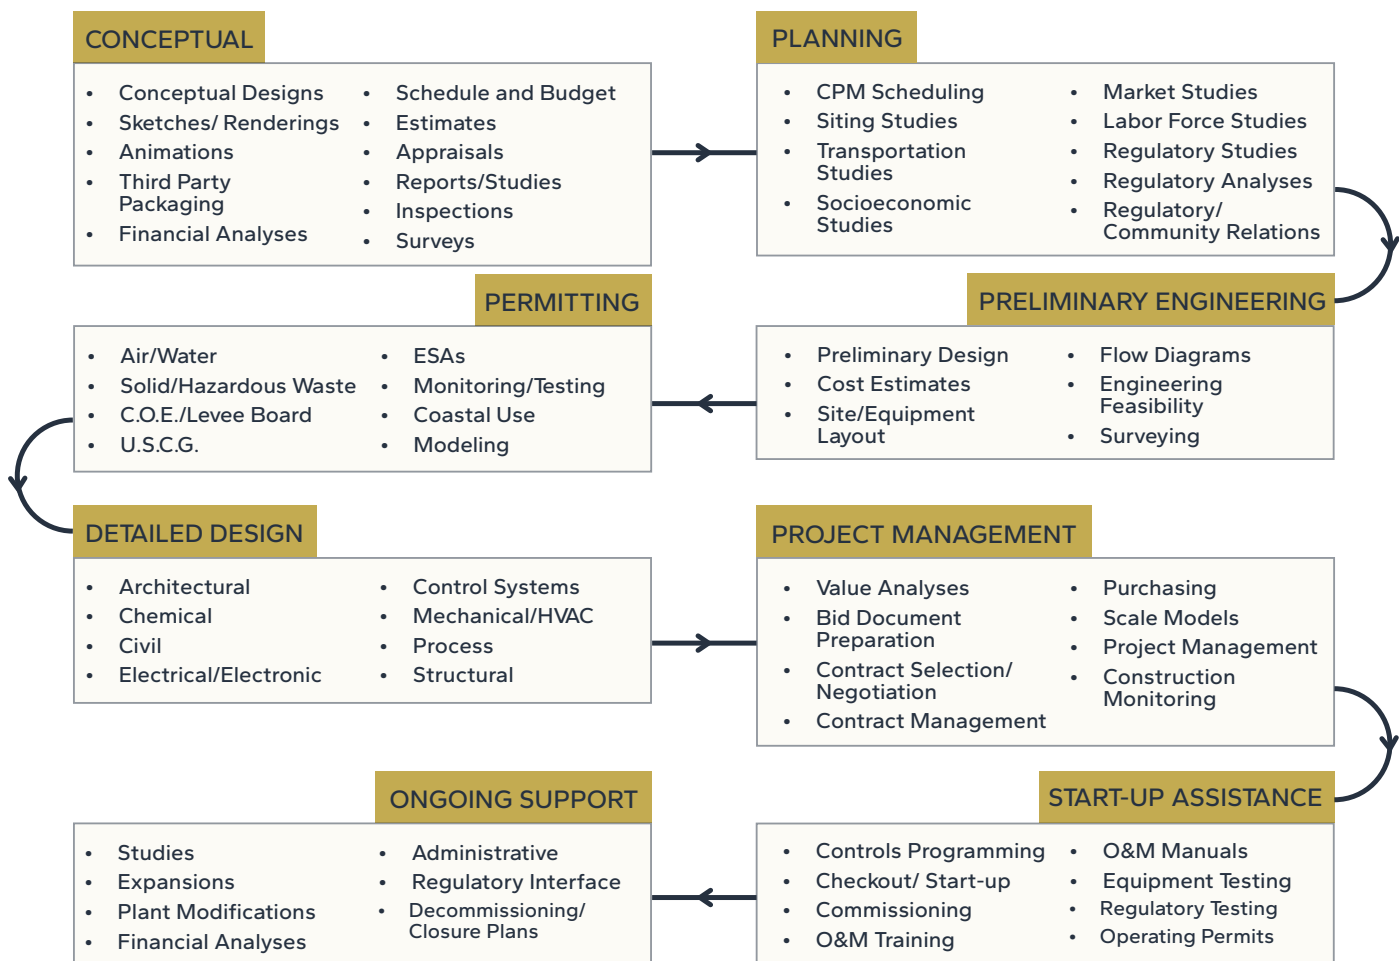 CONCEPTUAL
• Conceptual Designs
• Sketches/ Renderings
• Animations
• Third Party
Packaging
• Financial Analyses
• Schedule and Budget
• Estimates
• Appraisals
• Reports/Studies
• Inspections
• Surveys
PLANNING
• CPM Scheduling
• Siting Studies
• Transportation
Studies
• Socioeconomic
Studies
• Market Studies
• Labor Force Studies
• Regulatory Studies
• Regulatory Analyses
• Regulatory/
Community Relations
PRELIMINARY ENGINEERING
• Preliminary Design
• Cost Estimates
• Site/Equipment
Layout
• Flow Diagrams
• Engineering
Feasibility
• Surveying
PERMITTING
• Air/Water
• Solid/Hazardous Waste
• C.O.E./Levee Board
• U.S.C.G.
• ESAs
• Monitoring/Testing
• Coastal Use
• Modeling
DETAILED DESIGN
• Architectural
• Chemical
• Civil
• Electrical/Electronic
• Control Systems
• Mechanical/HVAC
• Process
• Structural
PROJECT MANAGEMENT
• Value Analyses
• Bid Document
Preparation
• Contract Selection/
Negotiation
• Contract Management
• Purchasing
• Scale Models
• Project Management
• Construction
Monitoring
START-UP ASSISTANCE
• Controls Programming
• Checkout/ Start-up
• Commissioning
• O&M Training
• O&M Manuals
• Equipment Testing
• Regulatory Testing
• Operating Permits
ONGOING SUPPORT
• Studies
• Expansions
• Plant Modifications
• Financial Analyses
• Administrative
• Regulatory Interface
• Decommissioning/
Closure Plans